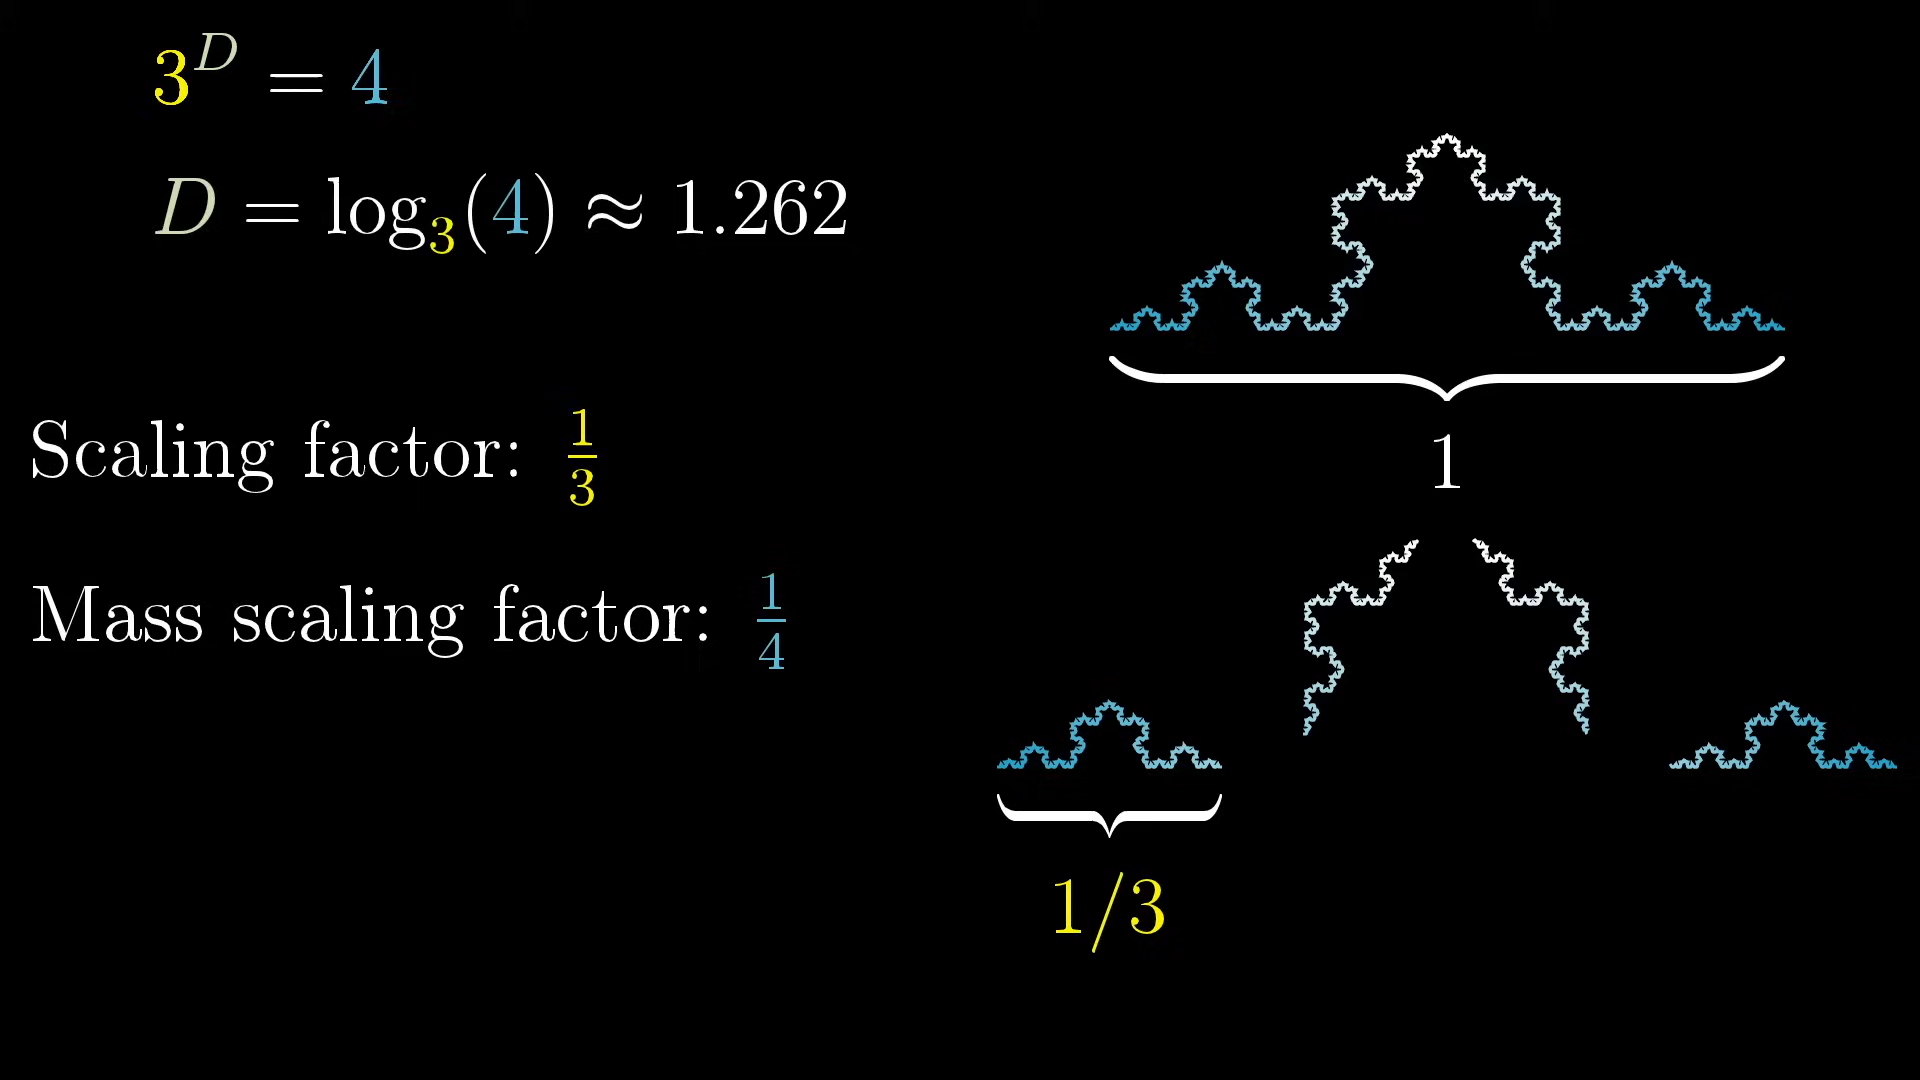 3^D = 4
D = log_3(4) ≈ 1.262
Scaling factor: 1/3
Mass scaling factor: 1/4
1
1/3